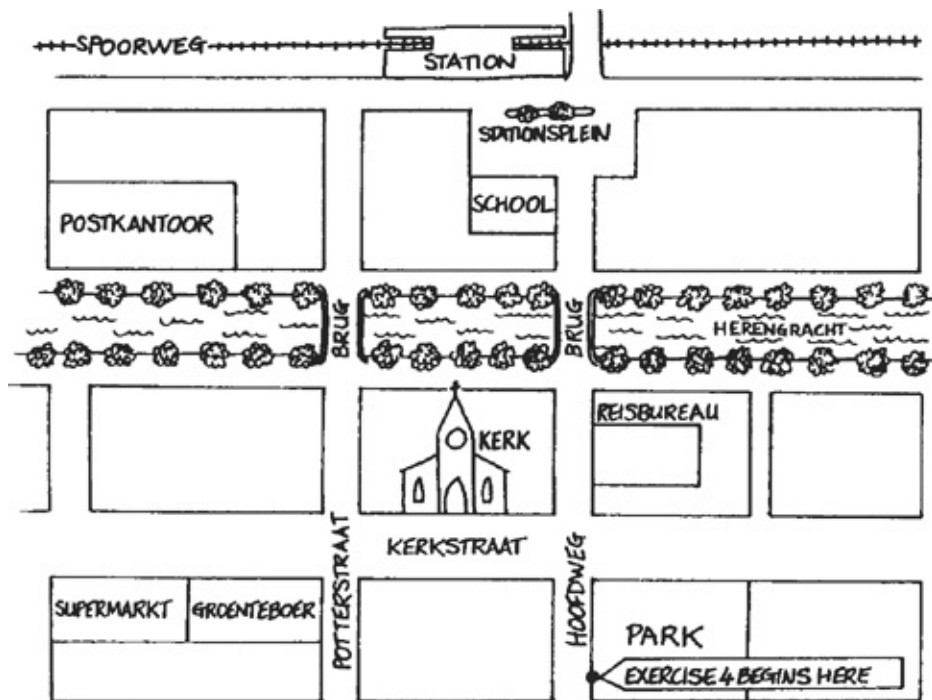 SPOORWEG
STATION
STATIONSPLEIN
SCHOOL
POSTKANTOOR
BRUG
BRUG
HERENGRACHT
KERK
REISBUREAU
POTTERSTRAAT
KERKSTRAAT
HOOFDWEG
SUPERMARKT
GROENTEBOER
PARK
EXERCISE 4 BEGINS HERE